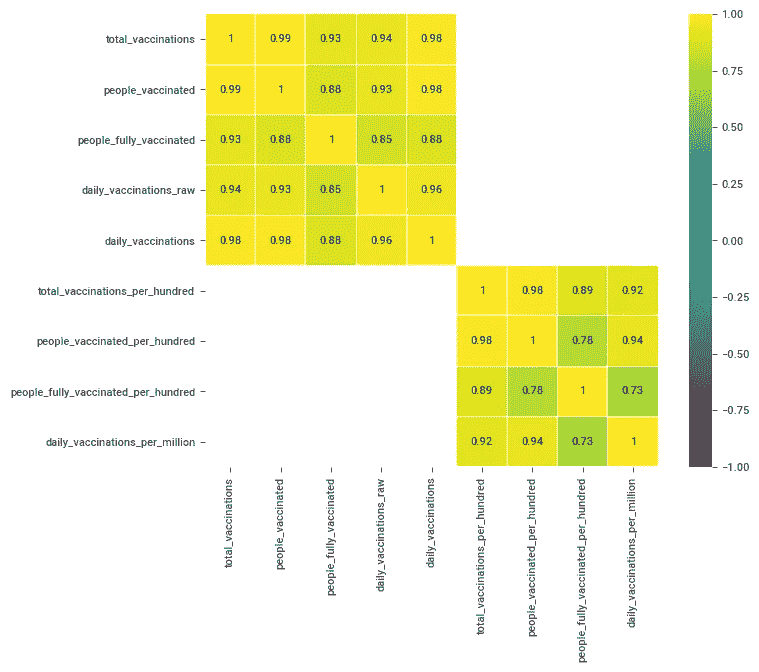 total_vaccinations 1 0.99 0.93 0.94 0.98
people_vaccinated 0.99 1 0.88 0.93 0.98
people_fully_vaccinated 0.93 0.88 1 0.85 0.88
daily_vaccinations_raw 0.94 0.93 0.85 1 0.96
daily_vaccinations 0.98 0.98 0.88 0.96 1
total_vaccinations_per_hundred 1 0.98 0.89 0.92
people_vaccinated_per_hundred 0.98 1 0.78 0.94
people_fully_vaccinated_per_hundred 0.89 0.78 1 0.73
daily_vaccinations_per_million 0.92 0.94 0.73 1
total_vaccinations
people_vaccinated
people_fully_vaccinated
daily_vaccinations_raw
daily_vaccinations
total_vaccinations_per_hundred
people_vaccinated_per_hundred
people_fully_vaccinated_per_hundred
daily_vaccinations_per_million
1.00
0.75
0.50
0.25
0.00
−0.25
−0.50
−0.75
−1.00